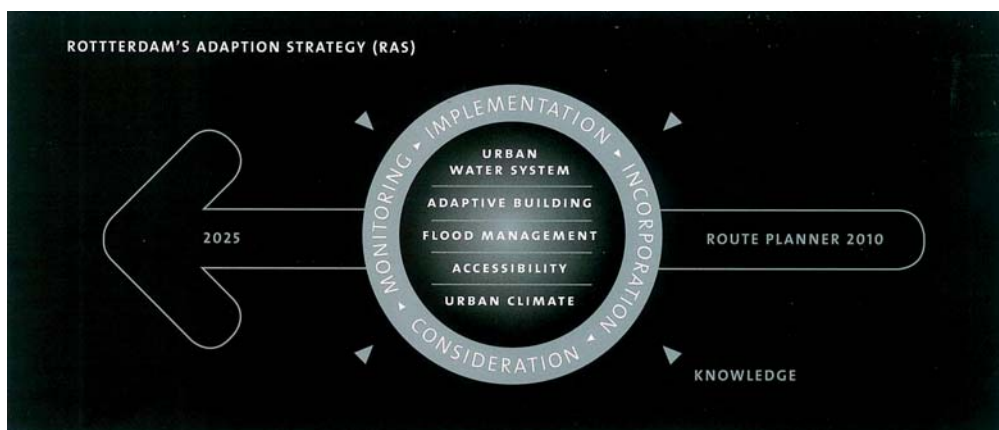 ROTTTERDAM'S ADAPTION STRATEGY (RAS)
IMPLEMENTATION
INCORPORATION
CONSIDERATION
MONITORING
URBAN
WATER SYSTEM
ADAPTIVE BUILDING
FLOOD MANAGEMENT
ACCESSIBILITY
URBAN CLIMATE
2025
ROUTE PLANNER 2010
KNOWLEDGE